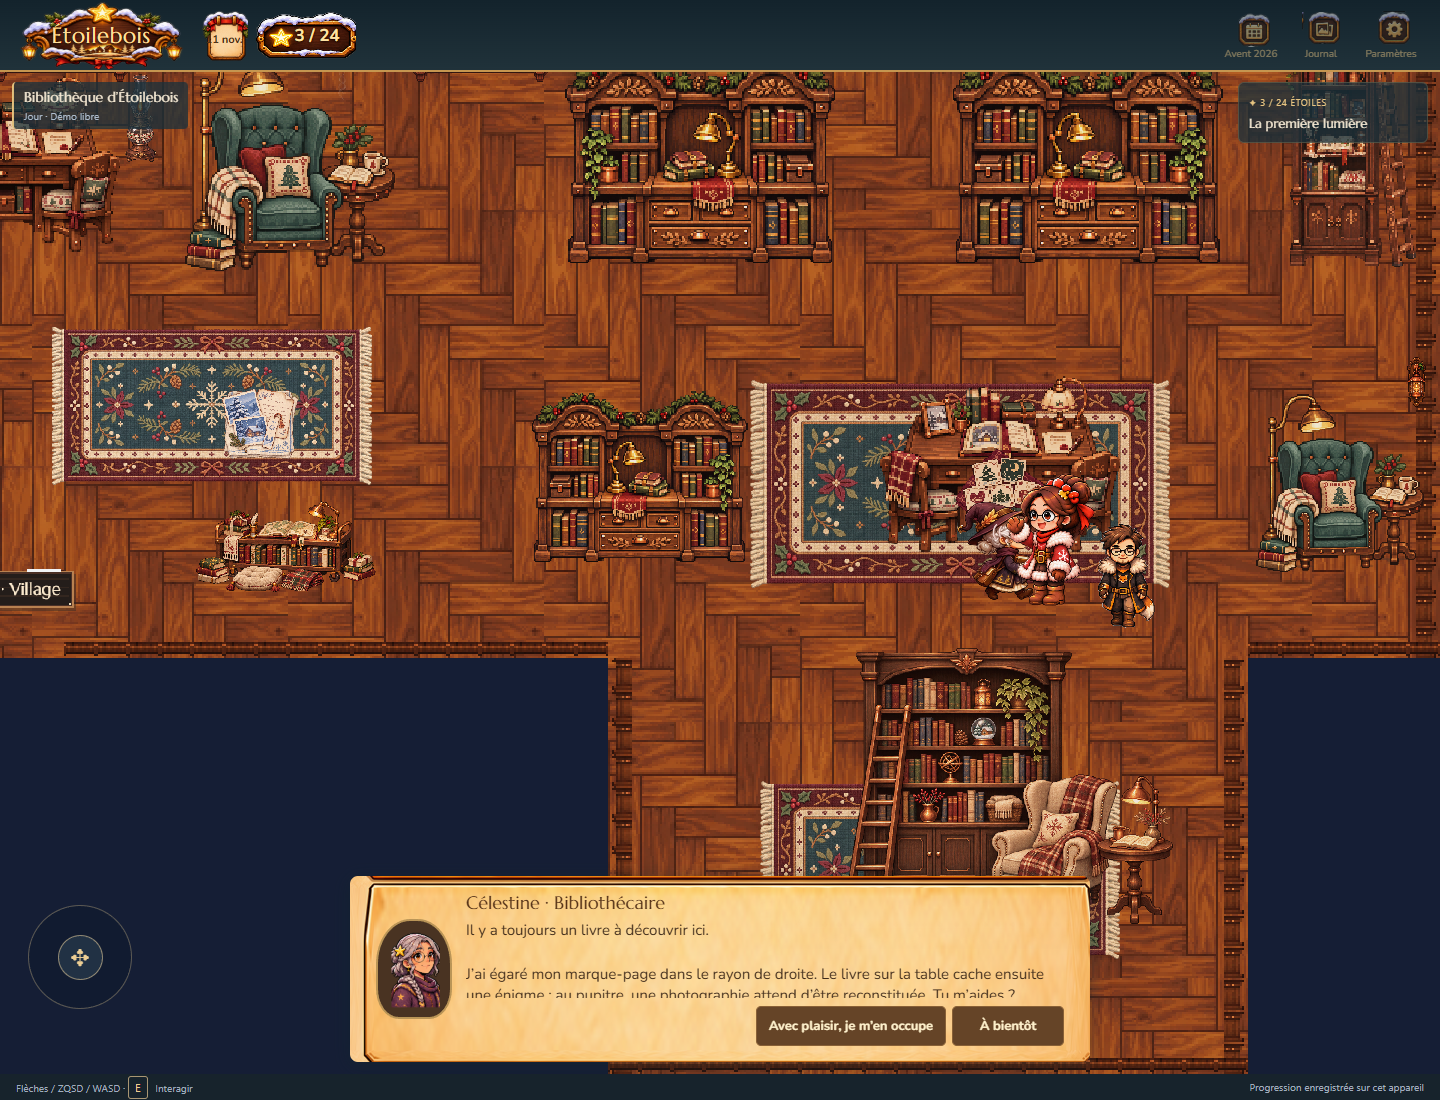 Etoilebois
1 nov.
3 / 24
Avent 2026
Journal
Paramètres
Bibliothèque d'Étoilebois
Jour · Démo libre
✦ 3 / 24 ÉTOILES
La première lumière
· Village
Célestine · Bibliothécaire
Il y a toujours un livre à découvrir ici.
J'ai égaré mon marque-page dans le rayon de droite. Le livre sur la table cache ensuite
une énigme : au pupitre, une photographie attend d'être reconstituée. Tu m'aides ?
Avec plaisir, je m'en occupe
À bientôt
Flèches / ZQSD / WASD · E Interagir
Progression enregistrée sur cet appareil